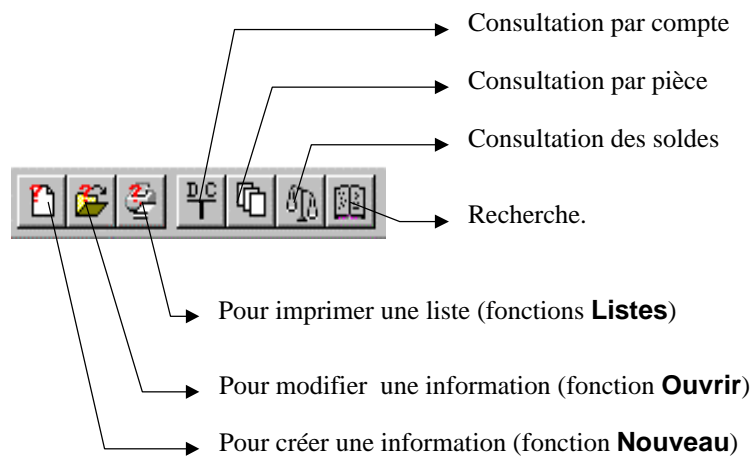 Consultation par compte
Consultation par pièce
Consultation des soldes
D C
Recherche.
Pour imprimer une liste (fonctions Listes)
Pour modifier une information (fonction Ouvrir)
Pour créer une information (fonction Nouveau)